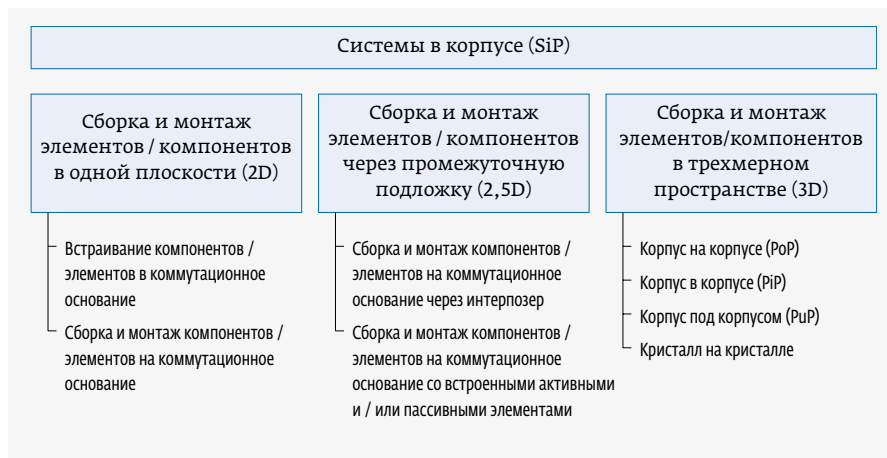 Системы в корпусе (SiP)
Сборка и монтаж
элементов / компонентов
в одной плоскости (2D)
Встраивание компонентов /
элементов в коммутационное
основание
Сборка и монтаж компонентов /
элементов на коммутационное
основание
Сборка и монтаж
элементов / компонентов
через промежуточную
подложку (2,5D)
Сборка и монтаж компонентов /
элементов на коммутационное
основание через интерпозер
Сборка и монтаж компонентов /
элементов на коммутационное
основание со встроенными активными
и / или пассивными элементами
Сборка и монтаж
элементов/компонентов
в трехмерном
пространстве (3D)
Корпус на корпусе (PoP)
Корпус в корпусе (PiP)
Корпус под корпусом (PuP)
Кристалл на кристалле